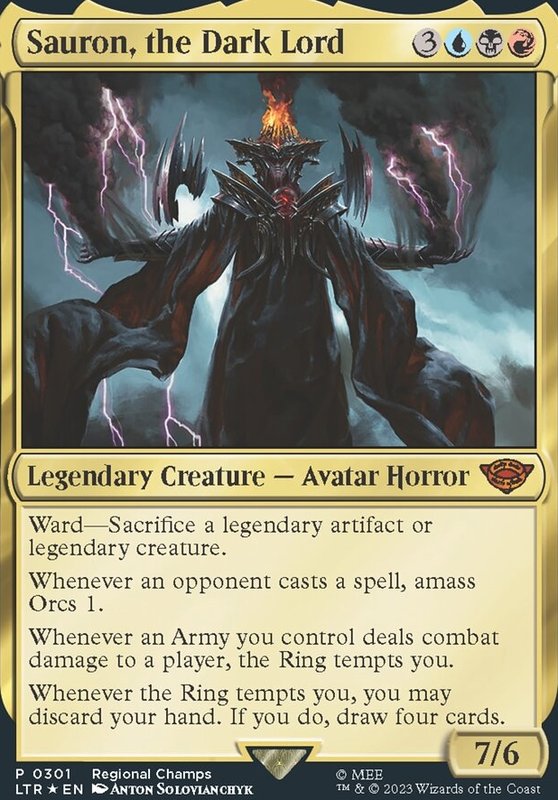 Sauron, the Dark Lord 3
Legendary Creature — Avatar Horror
Ward—Sacrifice a legendary artifact or
legendary creature.
Whenever an opponent casts a spell, amass
Orcs 1.
Whenever an Army you control deals combat
damage to a player, the Ring tempts you.
Whenever the Ring tempts you, you may
discard your hand. If you do, draw four cards.
7/6
P 0301 Regional Champs © MEE
LTR★EN Anton Solovianchyk ™ & © 2023 Wizards of the Coast